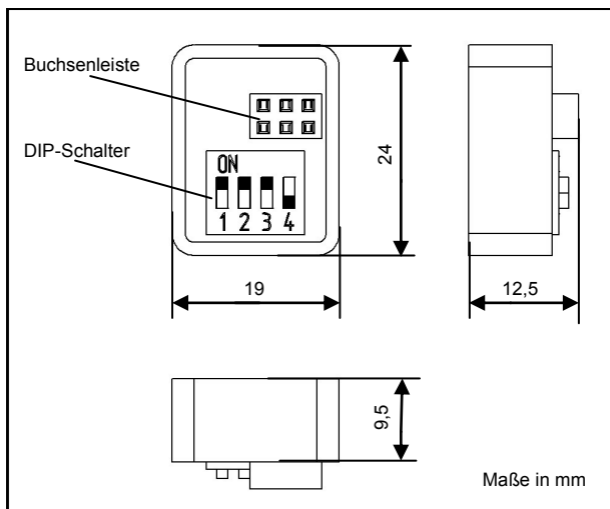 Buchsenleiste
DIP-Schalter
ON
1 2 3 4
24
19
12,5
9,5
Maße in mm